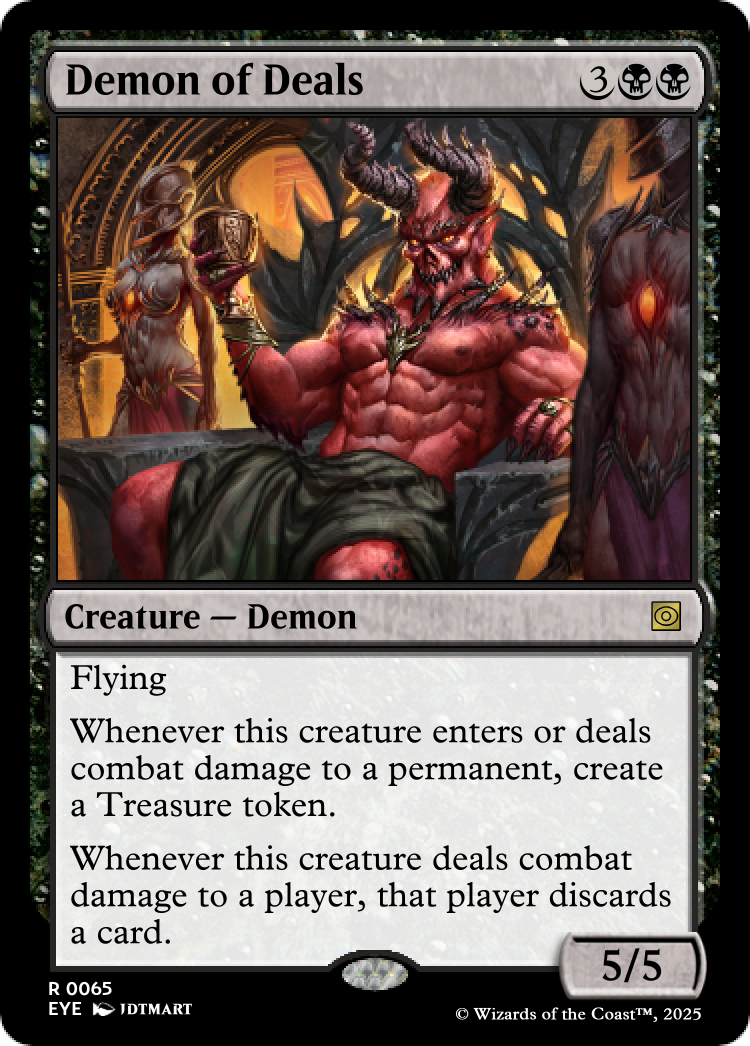 Demon of Deals 3
Creature — Demon
Flying
Whenever this creature enters or deals
combat damage to a permanent, create
a Treasure token.
Whenever this creature deals combat
damage to a player, that player discards
a card.
5/5
R 0065
EYE JDTMART
© Wizards of the Coast™, 2025